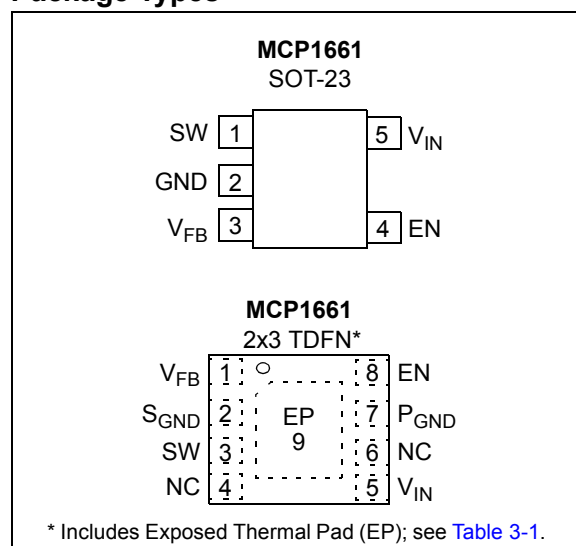 Package Types
MCP1661
SOT-23
SW 1 5 VIN
GND 2
VFB 3 4 EN
MCP1661
2x3 TDFN*
VFB 1 8 EN
SGND 2 EP 7 PGND
SW 3 9 6 NC
NC 4 5 VIN
* Includes Exposed Thermal Pad (EP); see Table 3-1.